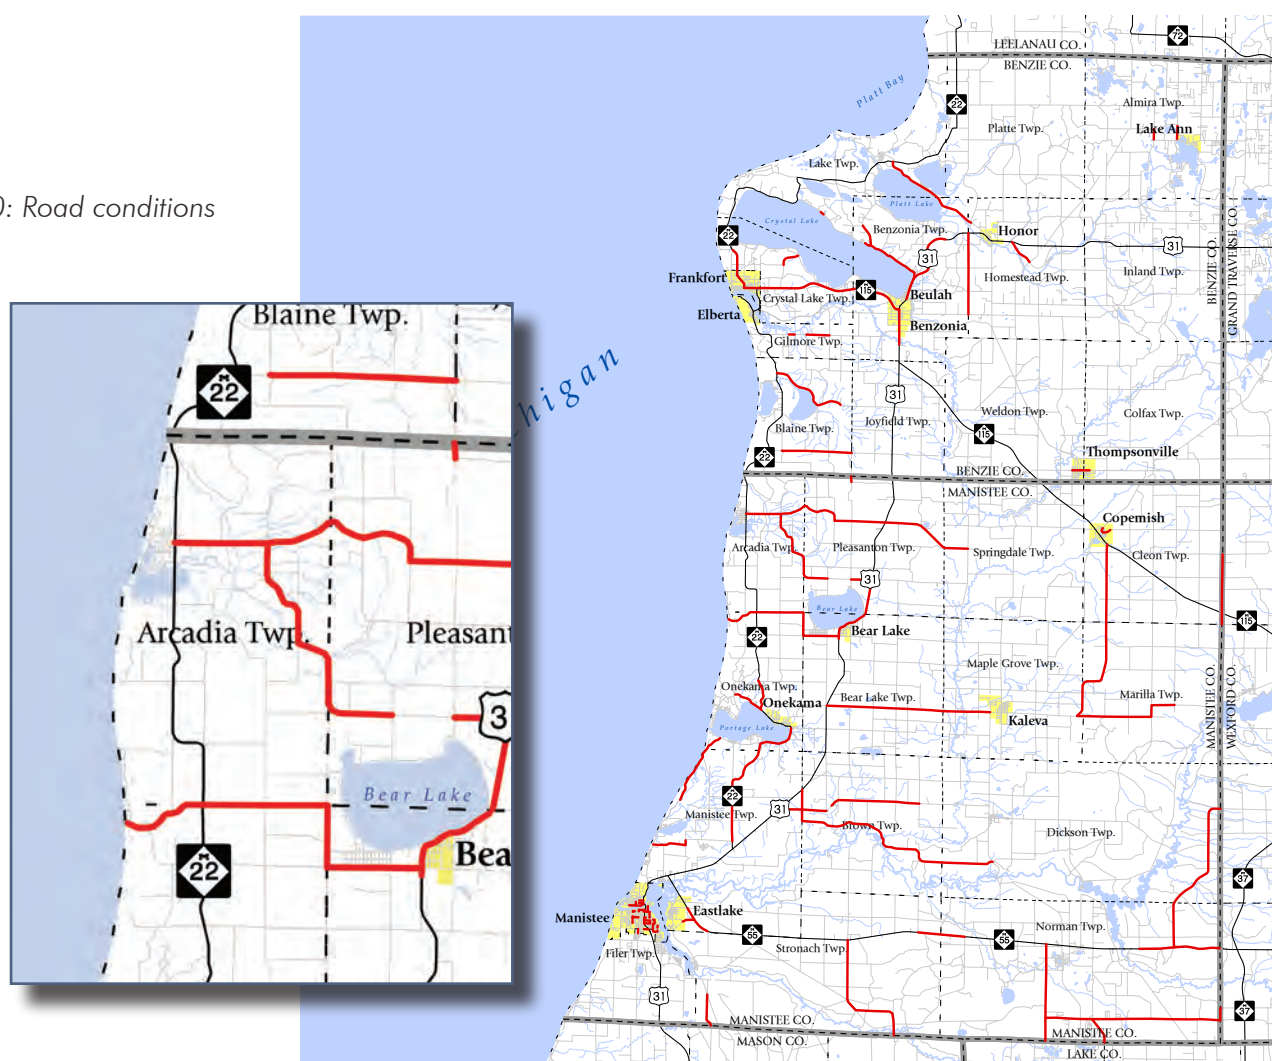 0: Road conditions
LEELANAU CO.
BENZIE CO.
72
Platt Bay
22
Almira Twp.
Platte Twp.
Lake Ann
Lake Twp.
Platt Lake
Crystal Lake
Benzonia Twp.
Honor
22
31
31
Homestead Twp.
Inland Twp.
BENZIE CO.
GRAND TRAVERSE CO.
Frankfort
Crystal Lake Twp.
115
Beulah
Elberta
Benzonia
Gilmore Twp.
higan
31
Weldon Twp.
Colfax Twp.
Joyfield Twp.
Blaine Twp.
115
22
Thompsonville
BENZIE CO.
MANISTEE CO.
Copemish
Arcadia Twp.
Pleasanton Twp.
Springdale Twp.
Cleon Twp.
31
Bear Lake
115
22
Bear Lake
Maple Grove Twp.
Onekama Twp.
Bear Lake Twp.
Marilla Twp.
MANISTEE CO.
WEXFORD CO.
Onekama
Kaleva
Portage Lake
22
31
Manistee Twp.
Brown Twp.
Dickson Twp.
37
Manistee
Eastlake
55
Stronach Twp.
55
Norman Twp.
Filer Twp.
31
37
MANISTEE CO.
MASON CO.
MANISTEE CO.
LAKE CO.
Blaine Twp.
M
22
Arcadia Twp.
Pleasant
3
Bear Lake
M
22
Bea